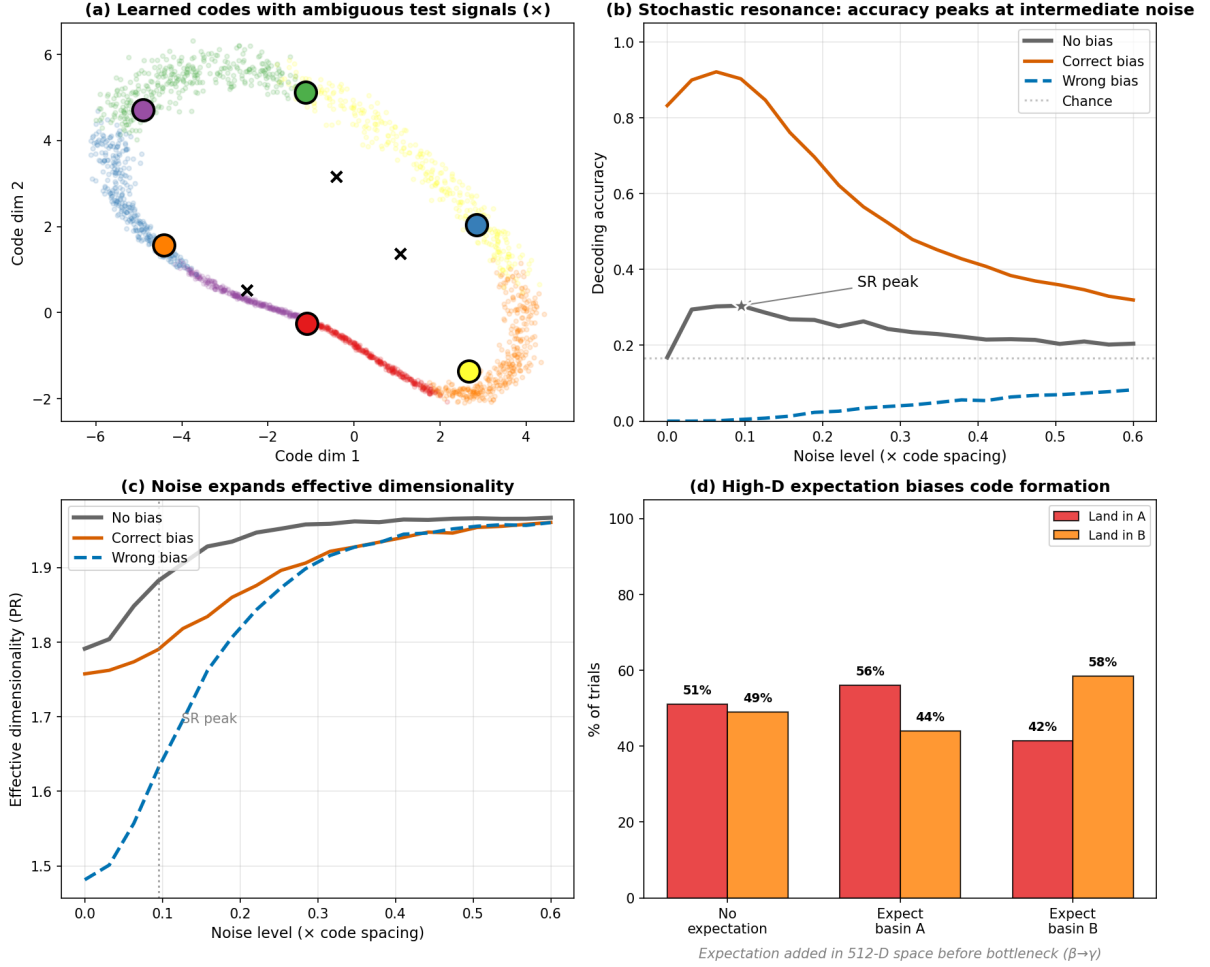 (a) Learned codes with ambiguous test signals (×)
6
4
2
0
−2
Code dim 2
−6
−4
−2
0
2
4
Code dim 1
(b) Stochastic resonance: accuracy peaks at intermediate noise
1.0
0.8
0.6
0.4
0.2
0.0
Decoding accuracy
No bias
Correct bias
Wrong bias
Chance
SR peak
0.0
0.1
0.2
0.3
0.4
0.5
0.6
Noise level (× code spacing)
(c) Noise expands effective dimensionality
1.9
1.8
1.7
1.6
1.5
Effective dimensionality (PR)
No bias
Correct bias
Wrong bias
SR peak
0.0
0.1
0.2
0.3
0.4
0.5
0.6
Noise level (× code spacing)
(d) High-D expectation biases code formation
100
80
60
40
20
0
% of trials
Land in A
Land in B
51%
49%
56%
44%
42%
58%
No
expectation
Expect
basin A
Expect
basin B
Expectation added in 512-D space before bottleneck (β→γ)